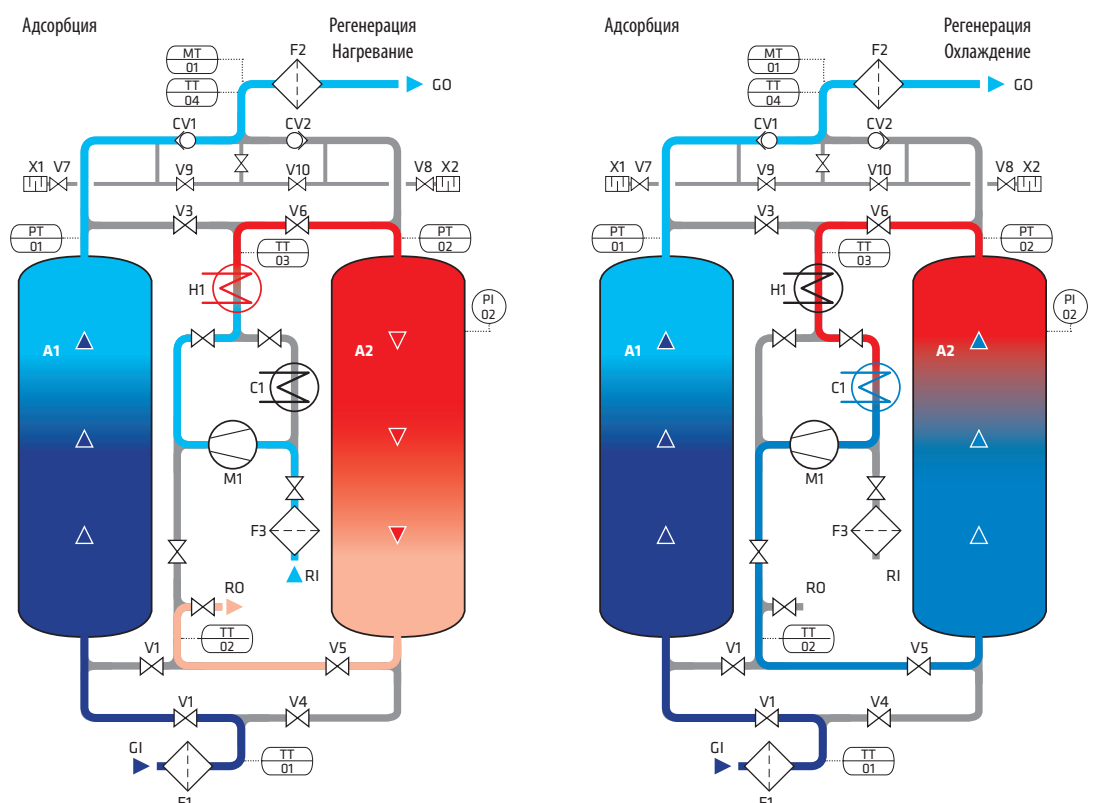 Адсорбция
Регенерация
Нагревание
MT
01
TT
04
F2
GO
CV1
CV2
X1 V7
V9
V10
V8 X2
V3
V6
PT
01
TT
03
PT
02
H1
PI
02
A1
A2
C1
M1
F3
RI
RO
TT
02
V1
V5
V1
V4
GI
TT
01
F1
Адсорбция
Регенерация
Охлаждение
MT
01
TT
04
F2
GO
CV1
CV2
X1 V7
V9
V10
V8 X2
V3
V6
PT
01
TT
03
PT
02
H1
PI
02
A1
A2
C1
M1
F3
RI
RO
TT
02
V1
V5
V1
V4
GI
TT
01
F1